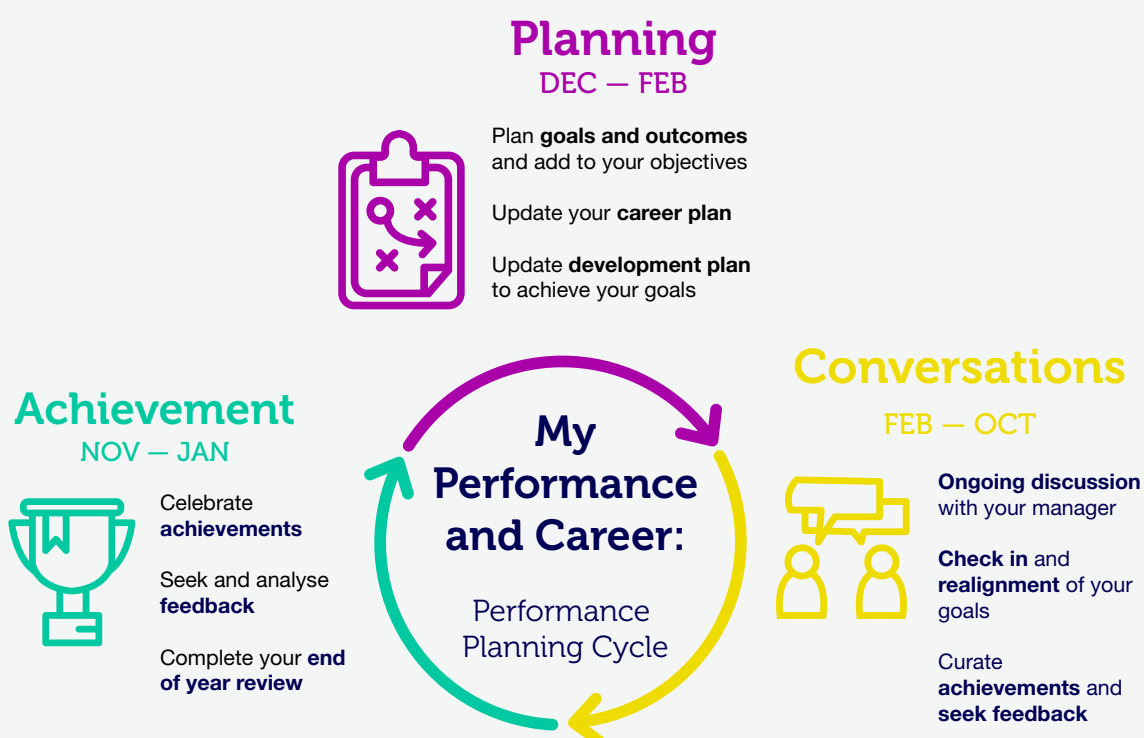 Planning
DEC — FEB
Plan goals and outcomes
and add to your objectives
Update your career plan
Update development plan
to achieve your goals
Conversations
FEB — OCT
Ongoing discussion
with your manager
Check in and
realignment of your
goals
Curate
achievements and
seek feedback
Achievement
NOV — JAN
Celebrate
achievements
Seek and analyse
feedback
Complete your end
of year review
My
Performance
and Career:
Performance
Planning Cycle